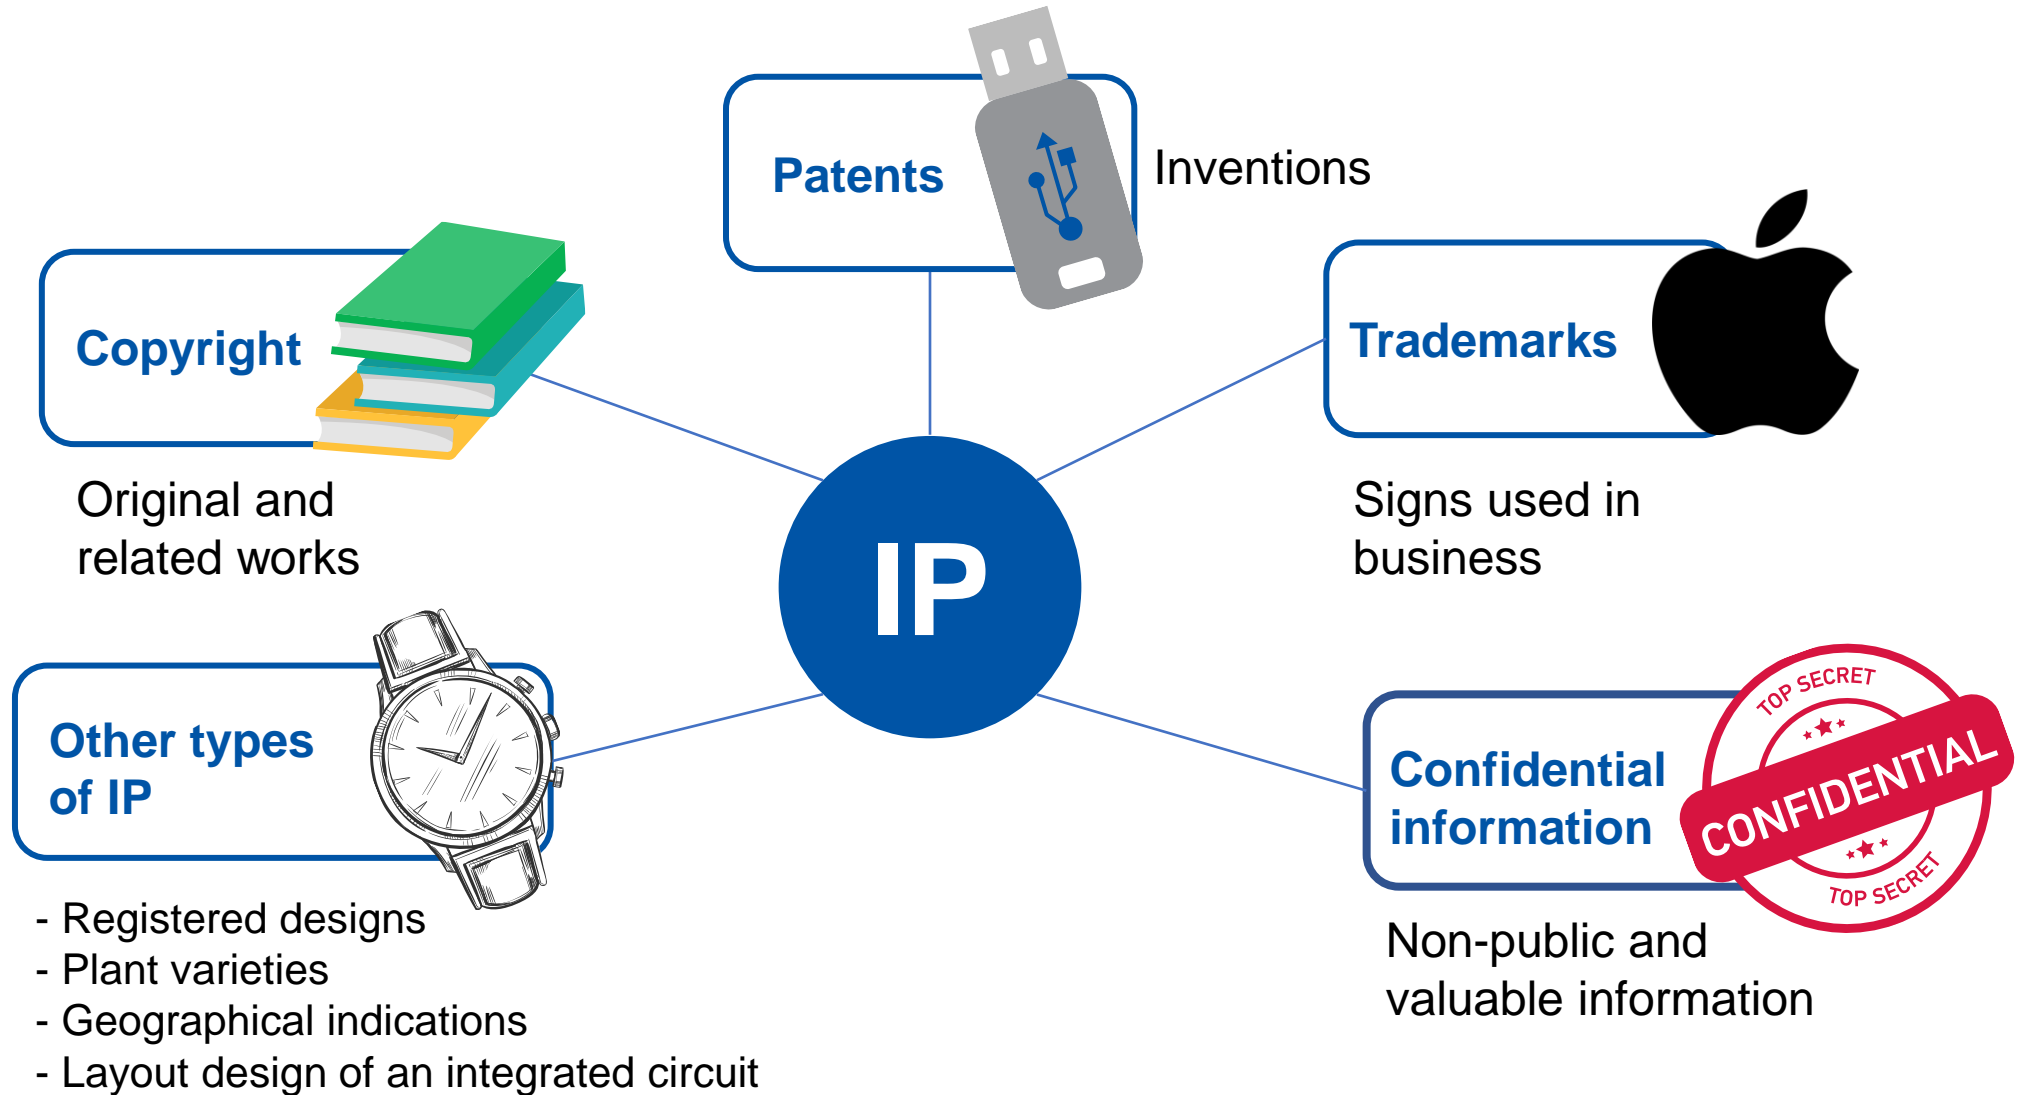 Patents
Inventions
Copyright
Original and
related works
Trademarks
Signs used in
business
IP
Other types
of IP
- Registered designs
- Plant varieties
- Geographical indications
- Layout design of an integrated circuit
Confidential
information
TOP SECRET
CONFIDENTIAL
TOP SECRET
Non-public and
valuable information